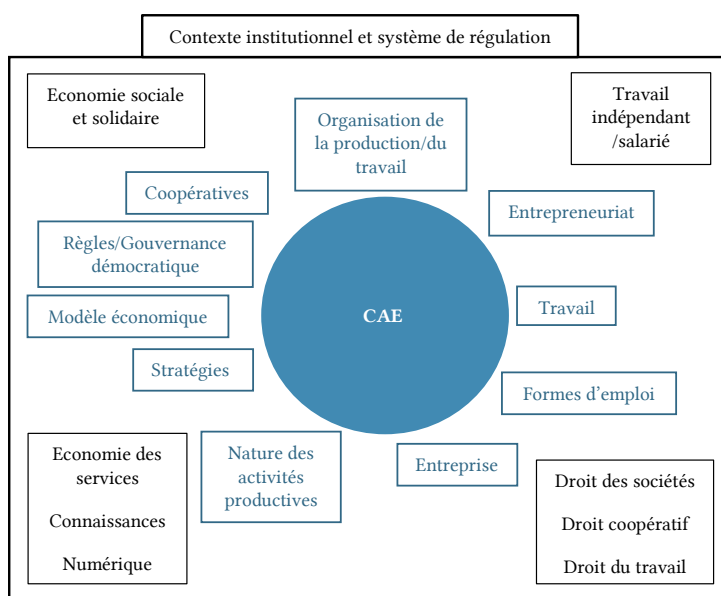 Contexte institutionnel et système de régulation
Economie sociale
et solidaire
Travail
indépendant
/salarié
Organisation de
la production/du
travail
Coopératives
Entrepreneuriat
Règles/Gouvernance
démocratique
Modèle économique
CAE
Travail
Stratégies
Formes d’emploi
Nature des
activités
productives
Entreprise
Economie des
services
Connaissances
Numérique
Droit des sociétés
Droit coopératif
Droit du travail